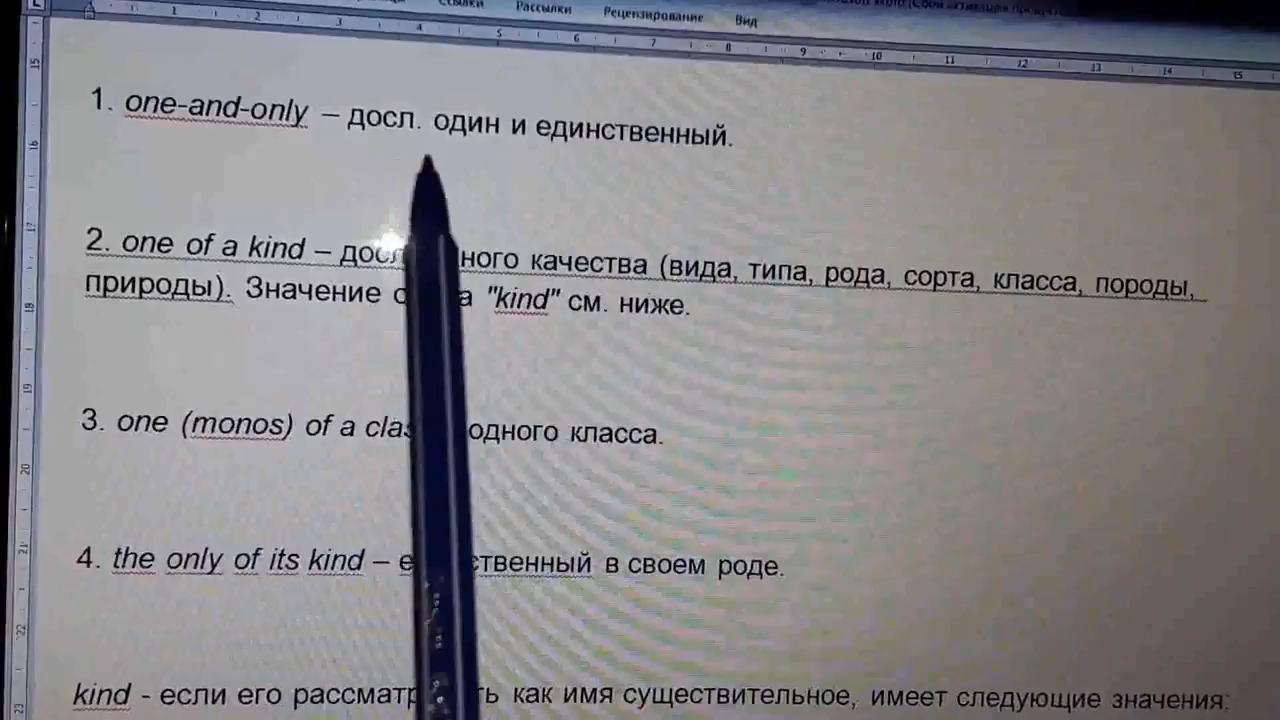 Ссылки Рассылки Рецензирование Вид
1. one-and-only – досл. один и единственный.
2. one of a kind – досл ного качества (вида, типа, рода, сорта, класса, породы,
природы). Значение с а "kind" см. ниже.
3. one (monos) of a clas одного класса.
4. the only of its kind – е ственный в своем роде.
kind - если его рассматр ть как имя существительное, имеет следующие значения: